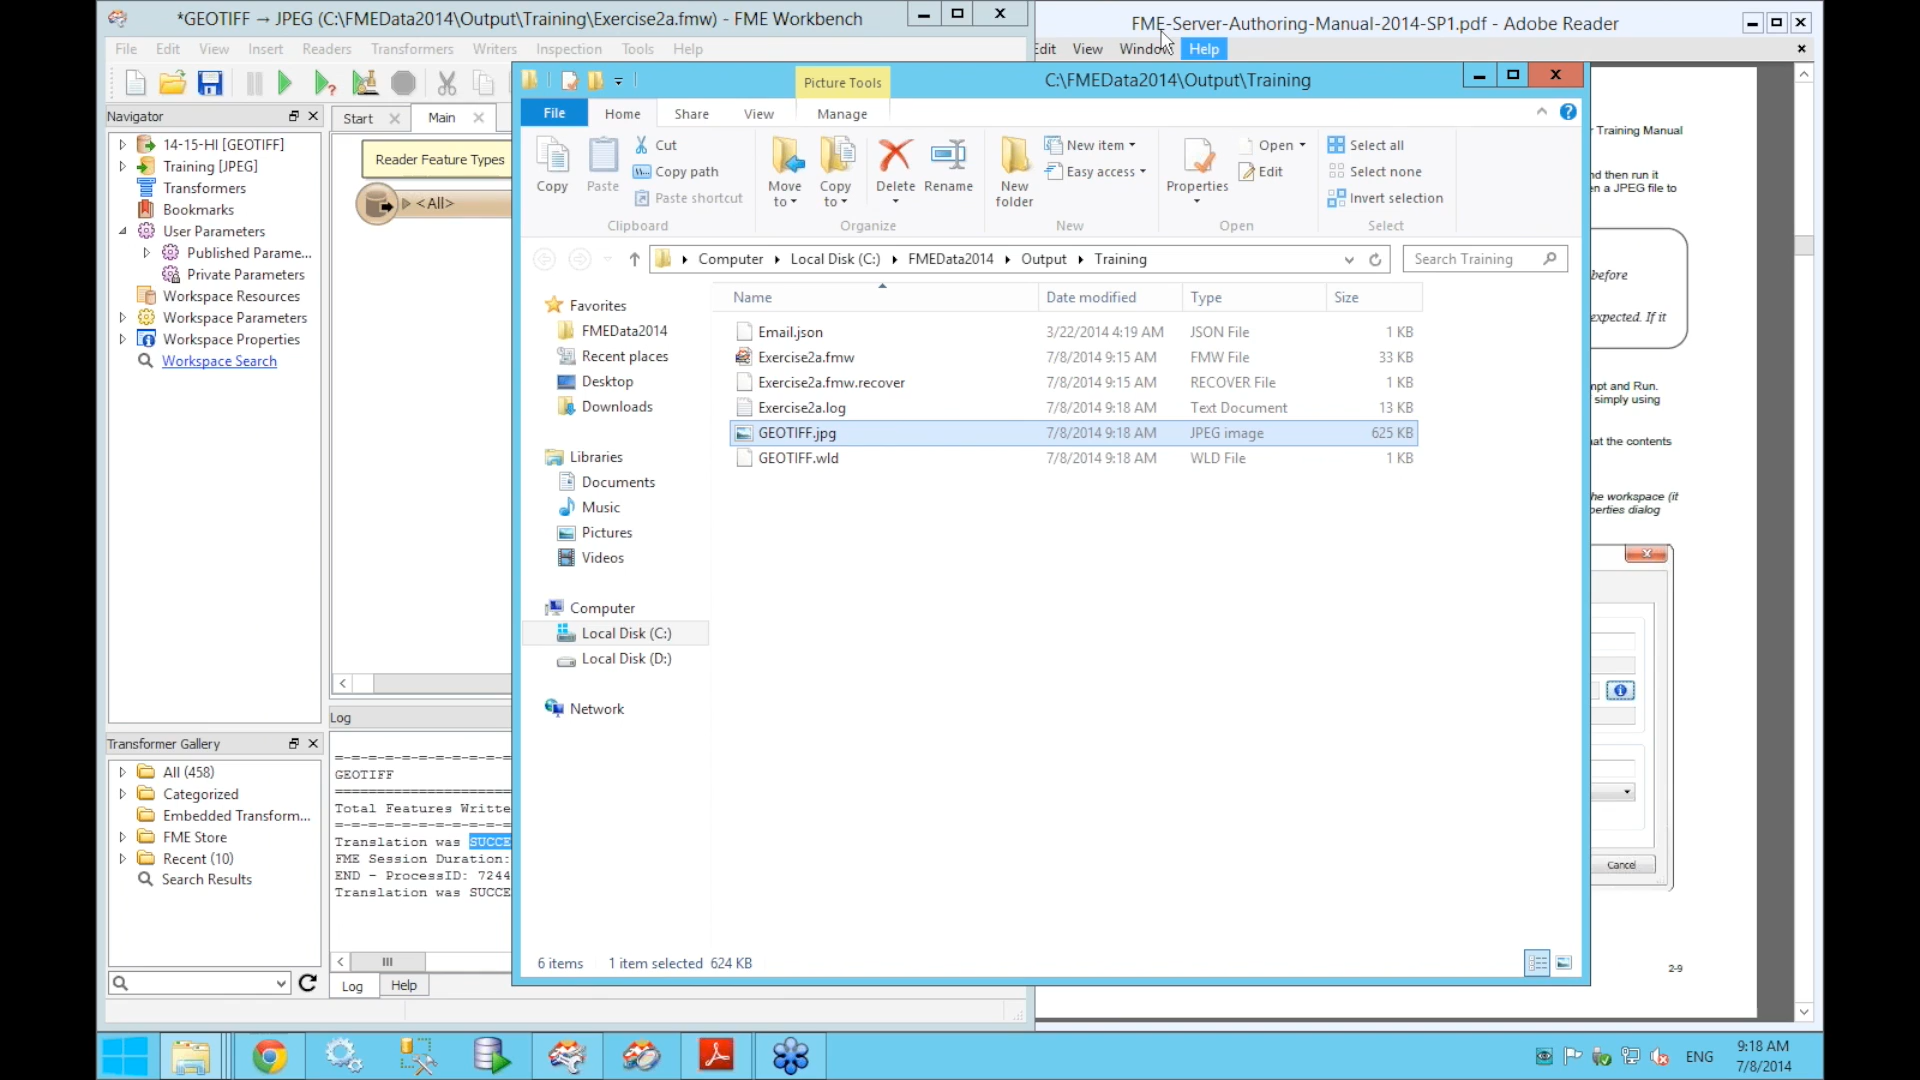 *GEOTIFF → JPEG (C:\FMEData2014\Output\Training\Exercise2a.fmw) - FME Workbench
FME-Server-Authoring-Manual-2014-SP1.pdf - Adobe Reader
File Edit View Insert Readers Transformers Writers Inspection Tools Help
Edit View Window Help
Navigator
14-15-HI [GEOTIFF]
Training [JPEG]
Transformers
Bookmarks
User Parameters
Published Parame...
Private Parameters
Workspace Resources
Workspace Parameters
Workspace Properties
Workspace Search
Start
Main
Reader Feature Types
<All>
Picture Tools
C:\FMEData2014\Output\Training
File Home Share View Manage
Copy
Paste
Cut
Copy path
Paste shortcut
Clipboard
Move to
Copy to
Delete
Rename
Organize
New folder
New item
Easy access
New
Properties
Open
Edit
Open
Select all
Select none
Invert selection
Select
Computer Local Disk (C:) FMEData2014 Output Training
Search Training
Favorites
FMEData2014
Recent places
Desktop
Downloads
Libraries
Documents
Music
Pictures
Videos
Computer
Local Disk (C:)
Local Disk (D:)
Network
Name Date modified Type Size
Email.json 3/22/2014 4:19 AM JSON File 1 KB
Exercise2a.fmw 7/8/2014 9:15 AM FMW File 33 KB
Exercise2a.fmw.recover 7/8/2014 9:15 AM RECOVER File 1 KB
Exercise2a.log 7/8/2014 9:18 AM Text Document 13 KB
GEOTIFF.jpg 7/8/2014 9:18 AM JPEG image 625 KB
GEOTIFF.wld 7/8/2014 9:18 AM WLD File 1 KB
6 items 1 item selected 624 KB
Training Manual
nd then run it
n a JPEG file to
before
expected. If it
mpt and Run.
simply using
at the contents
he workspace (it
perties dialog
Cancel
2-9
Transformer Gallery
All (458)
Categorized
Embedded Transform...
FME Store
Recent (10)
Search Results
Log
=-=-=-=-=-=-=-=-=-=-=
GEOTIFF
=====================
Total Features Writte
=-=-=-=-=-=-=-=-=-=-=
Translation was SUCCE
FME Session Duration:
END - ProcessID: 7244
Translation was SUCCE
Log Help
ENG
9:18 AM
7/8/2014